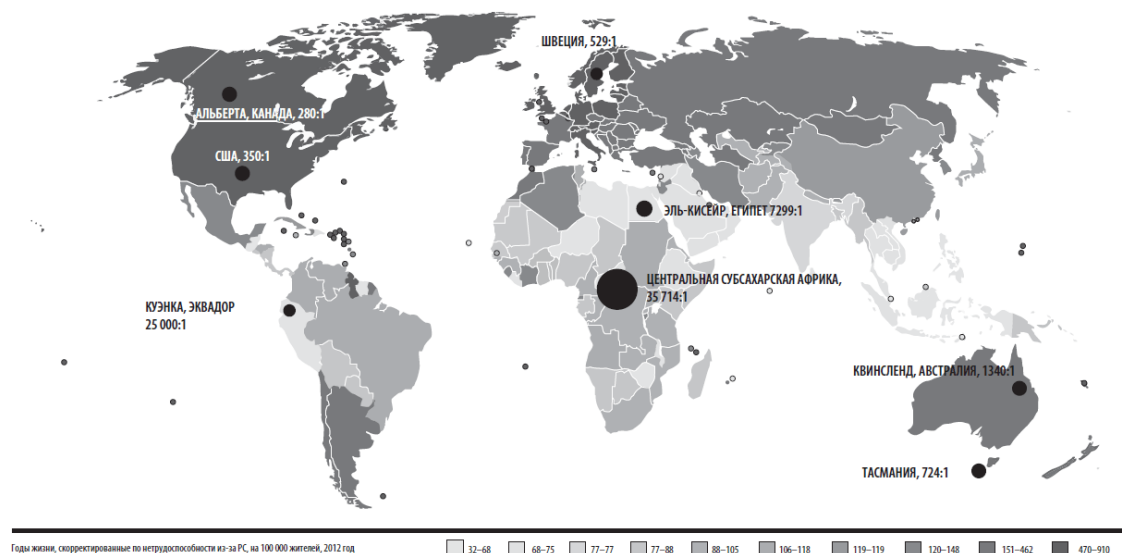 ШВЕЦИЯ, 529:1
АЛЬБЕРТА, КАНАДА, 280:1
США, 350:1
ЭЛЬ-КИСЕЙР, ЕГИПЕТ 7299:1
ЦЕНТРАЛЬНАЯ СУБСАХАРСКАЯ АФРИКА,
35 714:1
КУЭНКА, ЭКВАДОР
25 000:1
КВИНСЛЕНД, АВСТРАЛИЯ, 1340:1
ТАСМАНИЯ, 724:1
Годы жизни, скорректированные по нетрудоспособности из-за РС, на 100 000 жителей, 2012 год
32–68 68–75 77–77 77–88 88–105 106–118 119–119 120–148 151–462 470–910